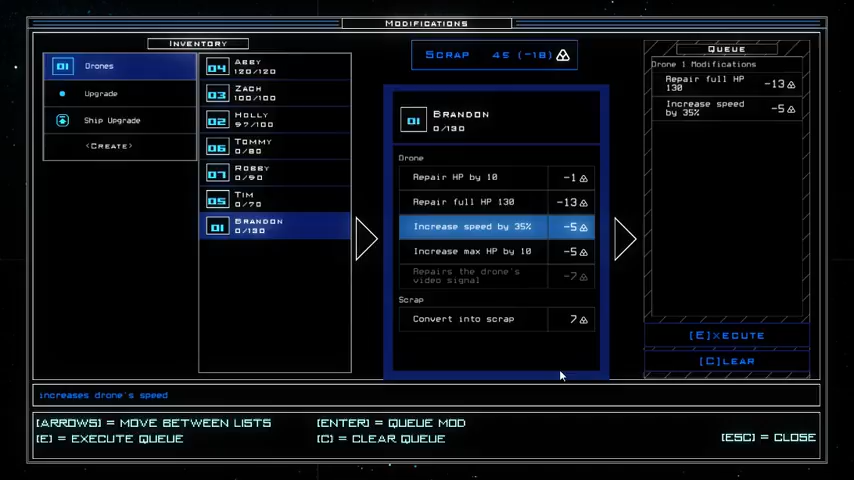 Modifications
Inventory
01 Drones
Upgrade
Ship Upgrade
<Create>
04 Abby
120/120
03 Zach
100/100
02 Holly
97/100
06 Tommy
0/80
07 Robby
0/90
05 Tim
0/70
01 Brandon
0/130
Scrap 45 (-18)
01 Brandon
0/130
Drone
Repair HP by 10 -1
Repair full HP 130 -13
Increase speed by 35% -5
Increase max HP by 10 -5
Repairs the drone's
video signal -7
Scrap
Convert into scrap 7
Queue
Drone 1 Modifications
Repair full HP
130 -13
Increase speed
by 35% -5
[E]xecute
[C]lear
increases drone's speed
[Arrows] = Move between lists
[Enter] = Queue mod
[E] = Execute queue
[C] = Clear queue
[Esc] = Close